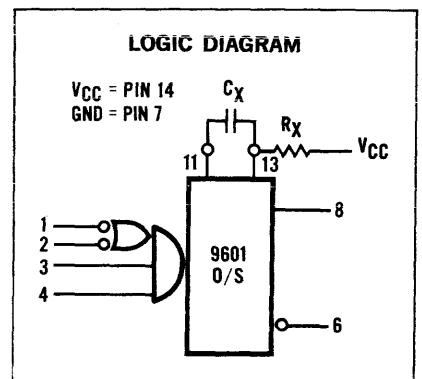 LOGIC DIAGRAM
VCC = PIN 14
GND = PIN 7
CX
RX
11
13
VCC
1
2
3
4
9601
O/S
8
6